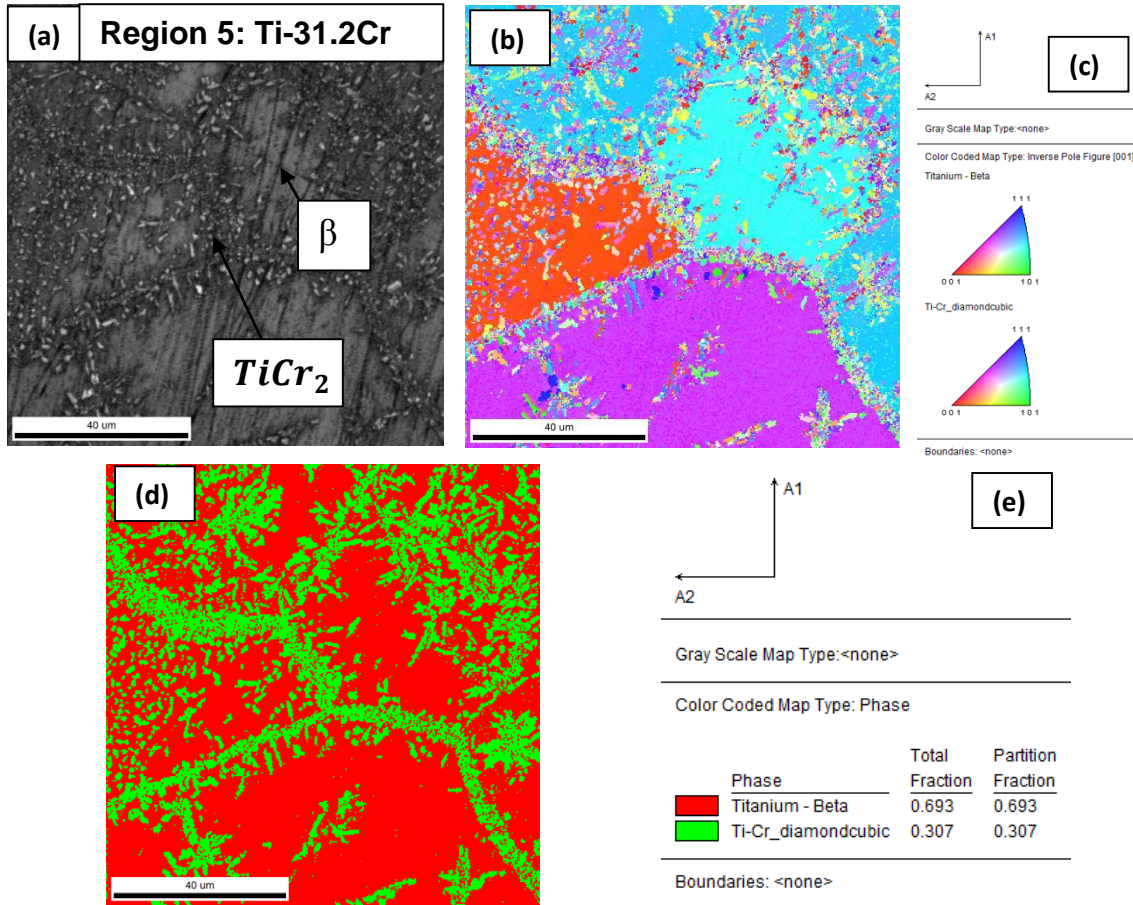 (a)
Region 5: Ti-31.2Cr
β
TiCr₂
40 um
(b)
40 um
A1
A2
(c)
Gray Scale Map Type:<none>
Color Coded Map Type: Inverse Pole Figure [001]
Titanium - Beta
1 1 1
0 0 1
1 0 1
Ti-Cr_diamondcubic
1 1 1
0 0 1
1 0 1
Boundaries: <none>
(d)
40 um
A1
A2
(e)
Gray Scale Map Type:<none>
Color Coded Map Type: Phase
Total Partition
Phase Fraction Fraction
Titanium - Beta 0.693 0.693
Ti-Cr_diamondcubic 0.307 0.307
Boundaries: <none>